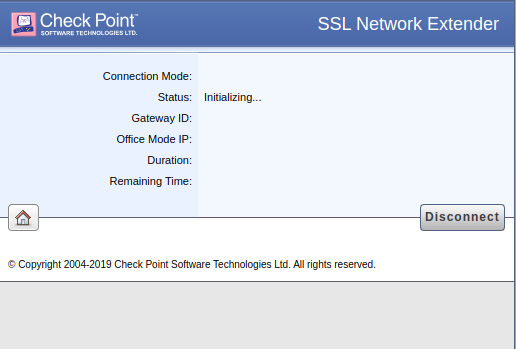 Check Point™
SOFTWARE TECHNOLOGIES LTD.
SSL Network Extender
Connection Mode:
Status: Initializing...
Gateway ID:
Office Mode IP:
Duration:
Remaining Time:
Disconnect
© Copyright 2004-2019 Check Point Software Technologies Ltd. All rights reserved.